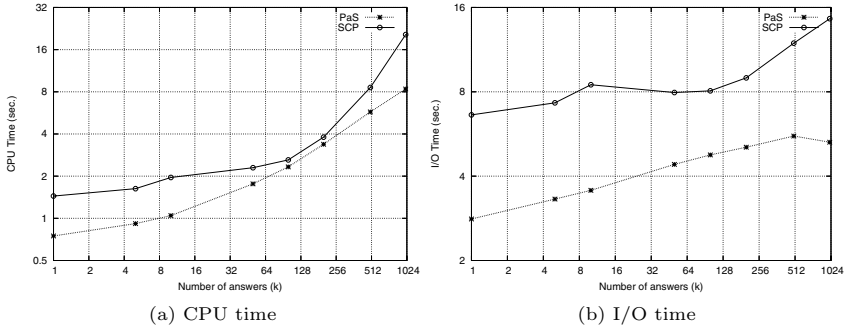 32
16
8
4
2
1
0.5
CPU Time (sec.)
PaS
SCP
1 2 4 8 16 32 64 128 256 512 1024
Number of answers (k)
(a) CPU time
16
8
4
2
I/O Time (sec.)
PaS
SCP
1 2 4 8 16 32 64 128 256 512 1024
Number of answers (k)
(b) I/O time